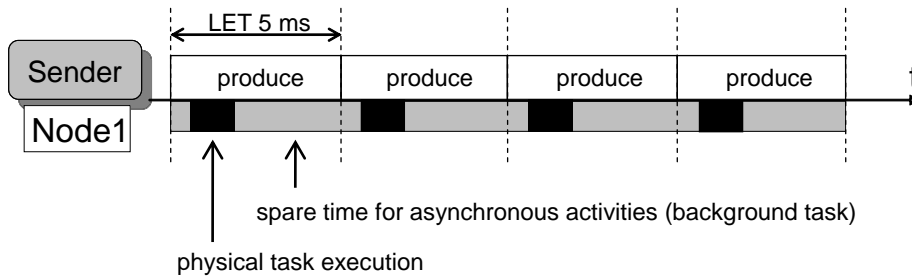 LET 5 ms
Sender
produce produce produce produce
t
Node1
spare time for asynchronous activities (background task)
physical task execution